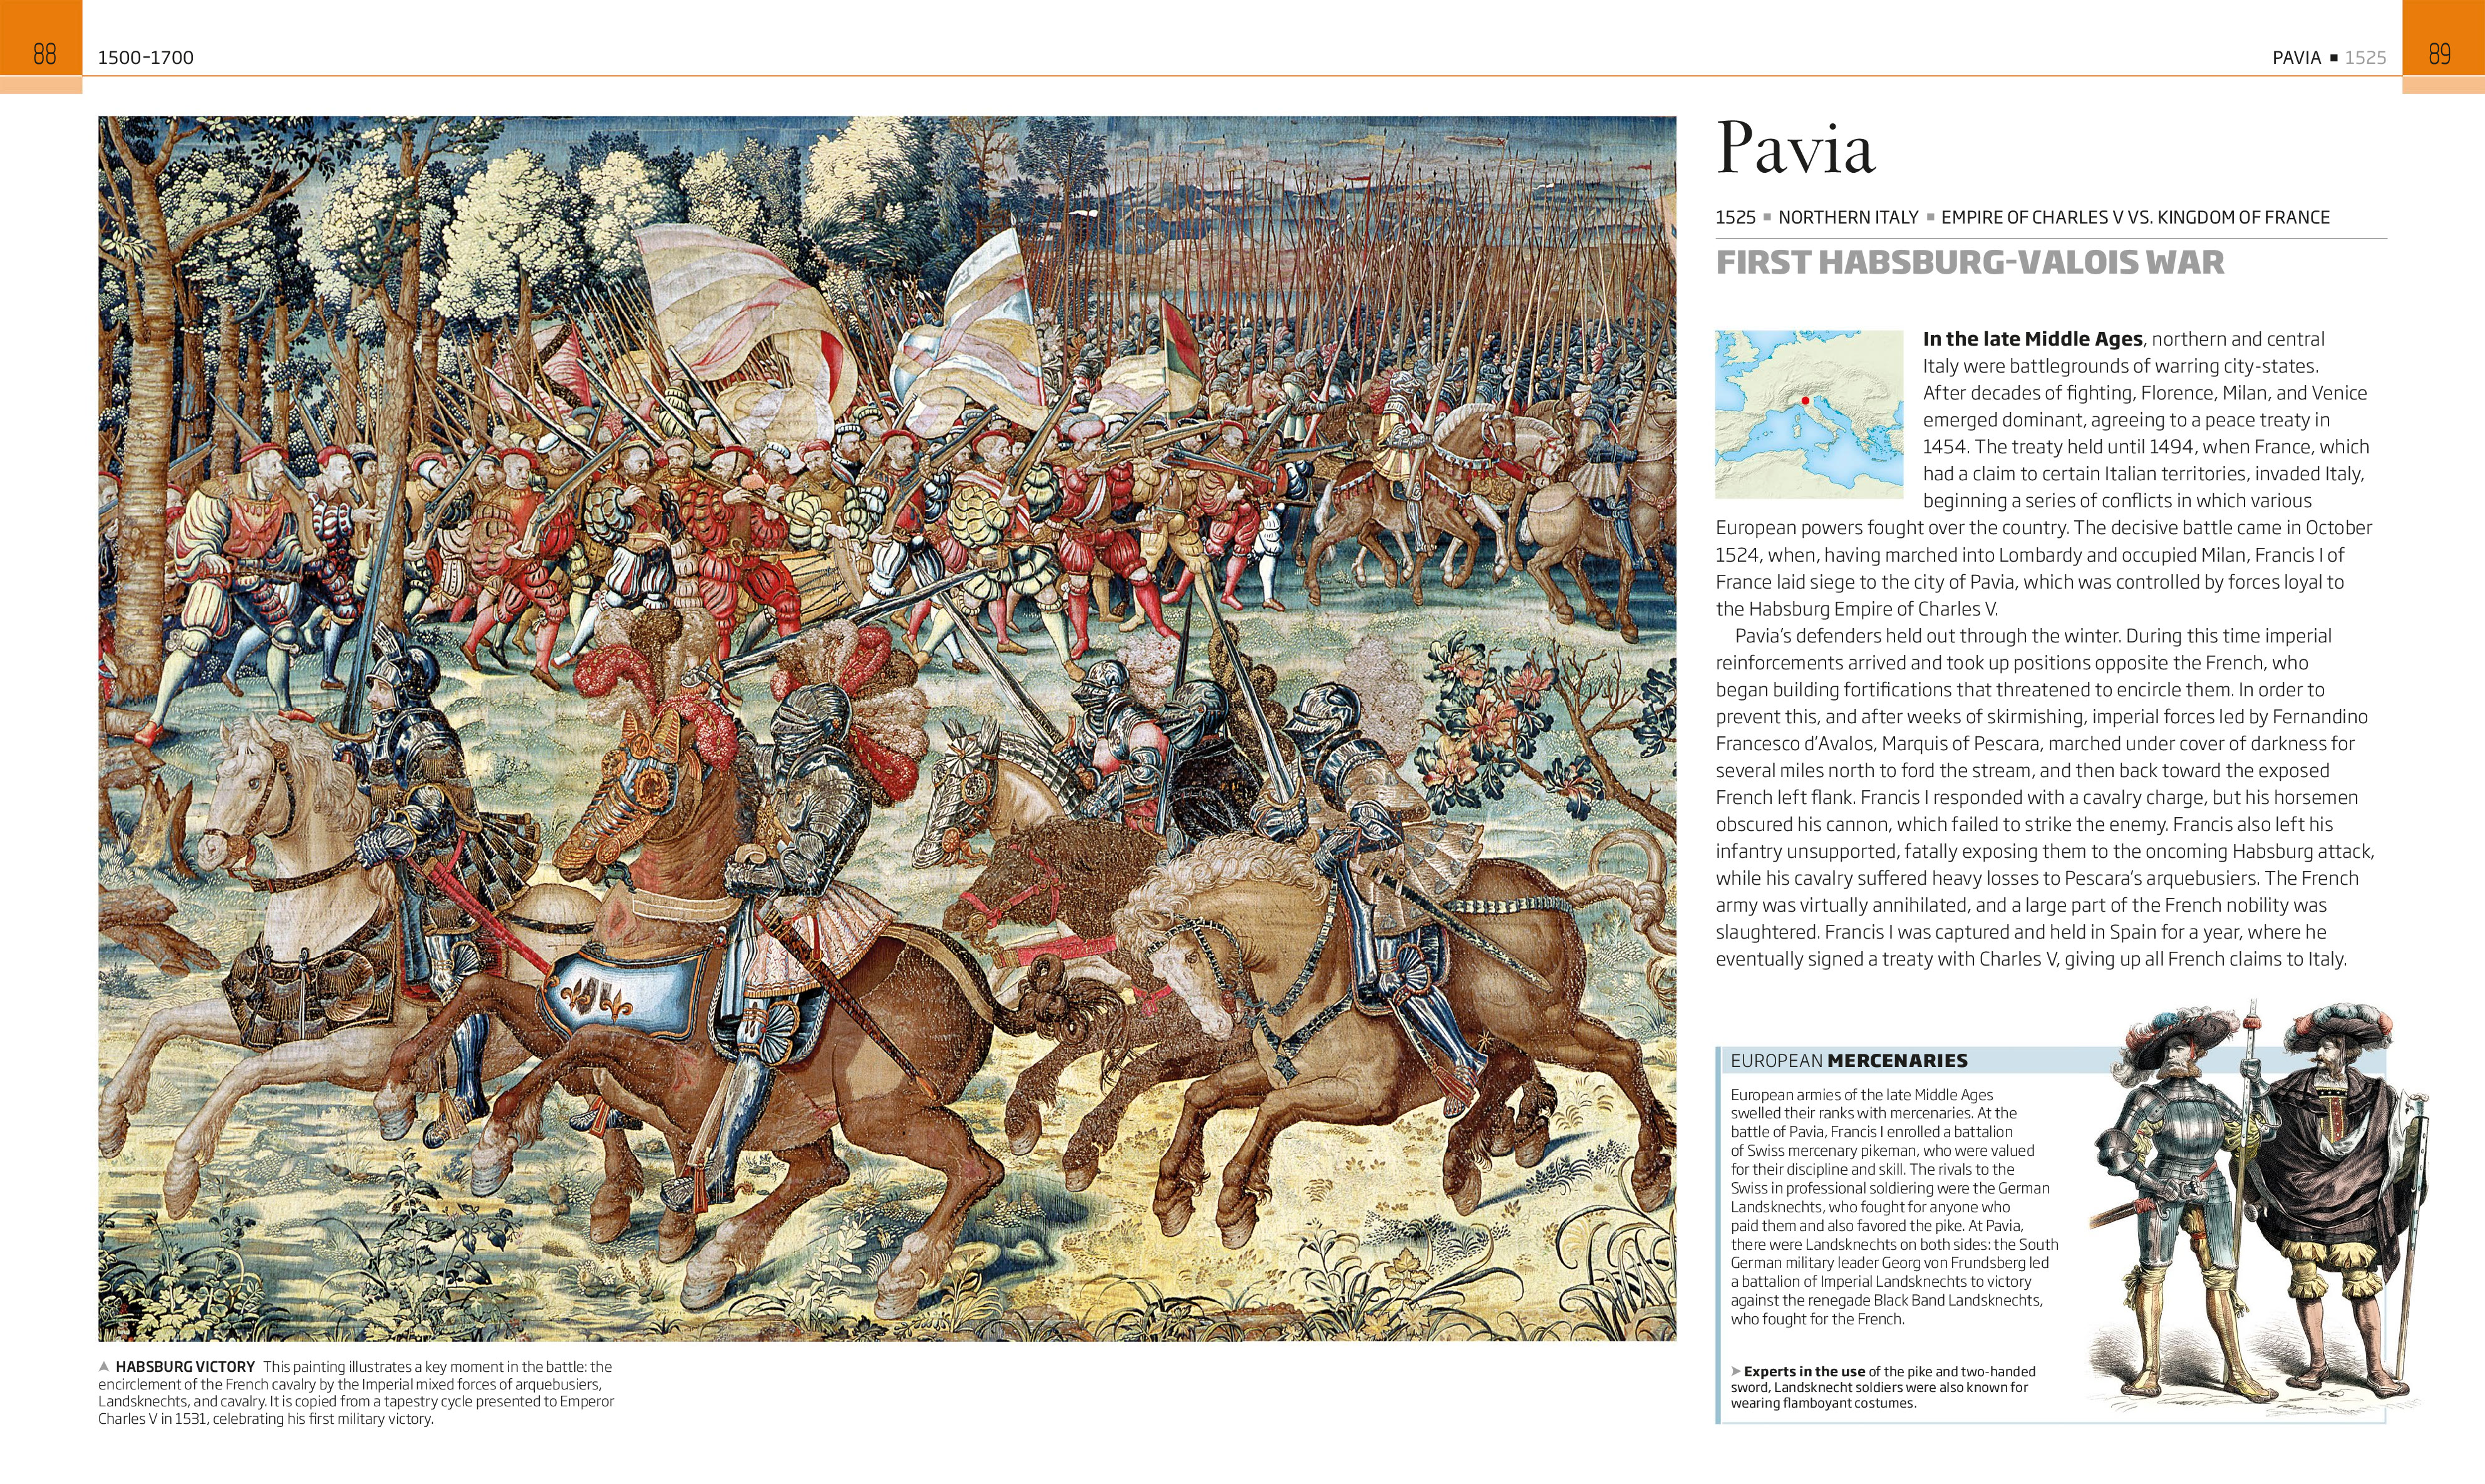 88
1500–1700
PAVIA ▪ 1525
89
Pavia
1525 ▪ NORTHERN ITALY ▪ EMPIRE OF CHARLES V VS. KINGDOM OF FRANCE
FIRST HABSBURG-VALOIS WAR
In the late Middle Ages, northern and central
Italy were battlegrounds of warring city-states.
After decades of fighting, Florence, Milan, and Venice
emerged dominant, agreeing to a peace treaty in
1454. The treaty held until 1494, when France, which
had a claim to certain Italian territories, invaded Italy,
beginning a series of conflicts in which various
European powers fought over the country. The decisive battle came in October
1524, when, having marched into Lombardy and occupied Milan, Francis I of
France laid siege to the city of Pavia, which was controlled by forces loyal to
the Habsburg Empire of Charles V.
Pavia's defenders held out through the winter. During this time imperial
reinforcements arrived and took up positions opposite the French, who
began building fortifications that threatened to encircle them. In order to
prevent this, and after weeks of skirmishing, imperial forces led by Fernandino
Francesco d'Avalos, Marquis of Pescara, marched under cover of darkness for
several miles north to ford the stream, and then back toward the exposed
French left flank. Francis I responded with a cavalry charge, but his horsemen
obscured his cannon, which failed to strike the enemy. Francis also left his
infantry unsupported, fatally exposing them to the oncoming Habsburg attack,
while his cavalry suffered heavy losses to Pescara's arquebusiers. The French
army was virtually annihilated, and a large part of the French nobility was
slaughtered. Francis I was captured and held in Spain for a year, where he
eventually signed a treaty with Charles V, giving up all French claims to Italy.
EUROPEAN MERCENARIES
European armies of the late Middle Ages
swelled their ranks with mercenaries. At the
battle of Pavia, Francis I enrolled a battalion
of Swiss mercenary pikeman, who were valued
for their discipline and skill. The rivals to the
Swiss in professional soldiering were the German
Landsknechts, who fought for anyone who
paid them and also favored the pike. At Pavia,
there were Landsknechts on both sides: the South
German military leader Georg von Frundsberg led
a battalion of Imperial Landsknechts to victory
against the renegade Black Band Landsknechts,
who fought for the French.
➤ Experts in the use of the pike and two-handed
sword, Landsknecht soldiers were also known for
wearing flamboyant costumes.
▲ HABSBURG VICTORY This painting illustrates a key moment in the battle: the
encirclement of the French cavalry by the Imperial mixed forces of arquebusiers,
Landsknechts, and cavalry. It is copied from a tapestry cycle presented to Emperor
Charles V in 1531, celebrating his first military victory.